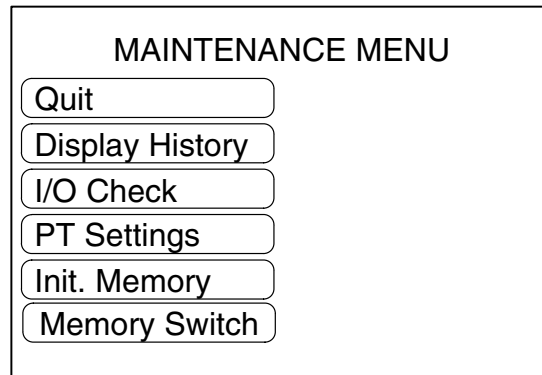 MAINTENANCE MENU
Quit
Display History
I/O Check
PT Settings
Init. Memory
Memory Switch